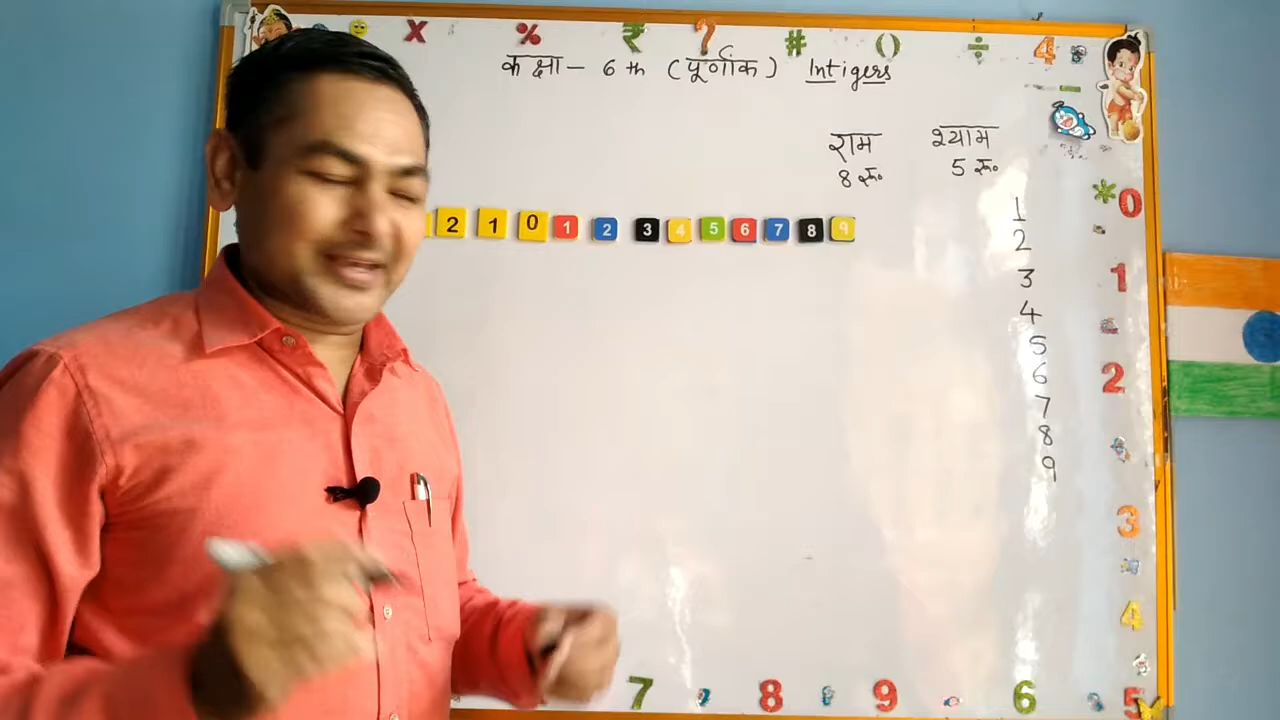 x % ₹ ? # () ÷ 4
कक्षा - 6 th (पूर्णांक) Intigers
राम श्याम
8 रू० 5 रू०
2 1 0 1 2 3 4 5 6 7 8 9
1
2
3
4
5
6
7
8
9
* 0
1
2
3
4
7 8 9 6 5